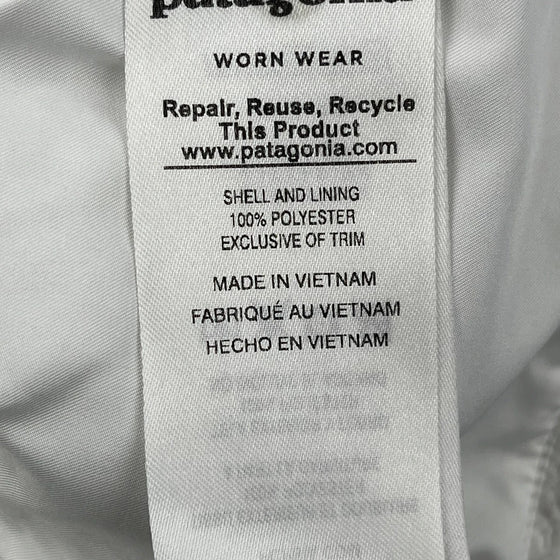 patagonia
WORN WEAR
Repair, Reuse, Recycle
This Product
www.patagonia.com
SHELL AND LINING
100% POLYESTER
EXCLUSIVE OF TRIM
MADE IN VIETNAM
FABRIQUÉ AU VIETNAM
HECHO EN VIETNAM